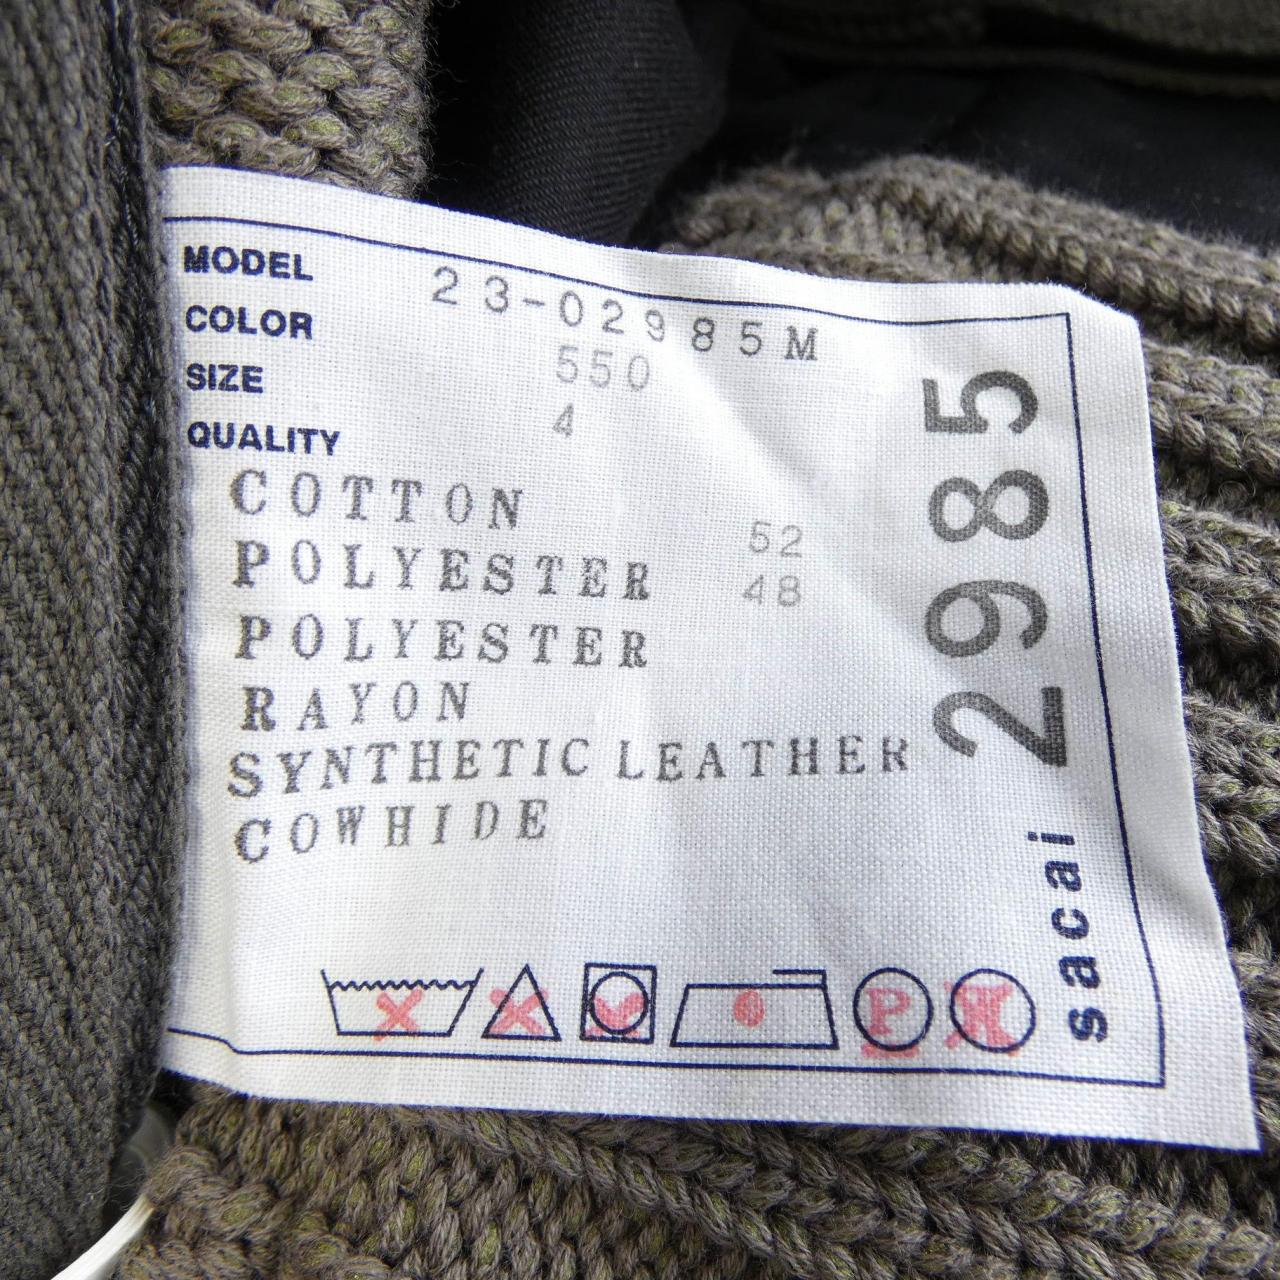 MODEL 23-02985M
COLOR 550
SIZE 4
QUALITY
COTTON 52
POLYESTER 48
POLYESTER
RAYON
SYNTHETIC LEATHER
COWHIDE
P W
sacai 2985